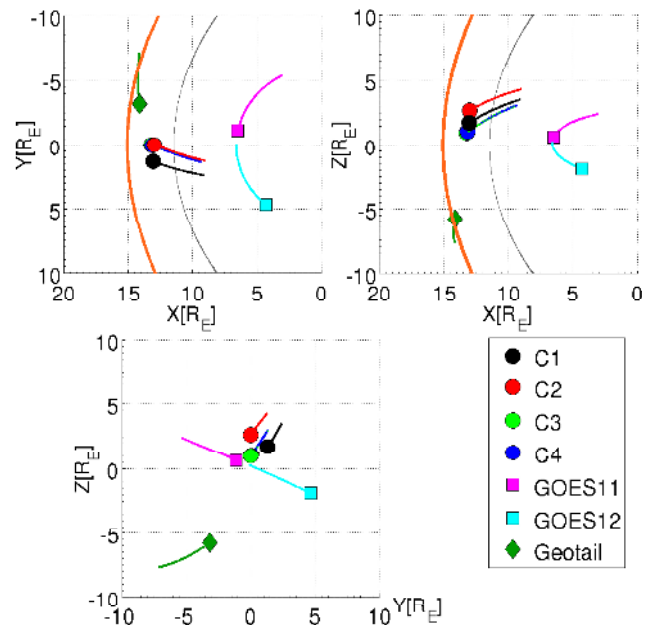 -10
-5
0
5
10
Y[R_E]
20 15 10 5 0
X[R_E]
10
5
0
-5
-10
Z[R_E]
20 15 10 5 0
X[R_E]
10
5
0
-5
-10
Z[R_E]
-10 -5 0 5 10
Y[R_E]
C1
C2
C3
C4
GOES11
GOES12
Geotail